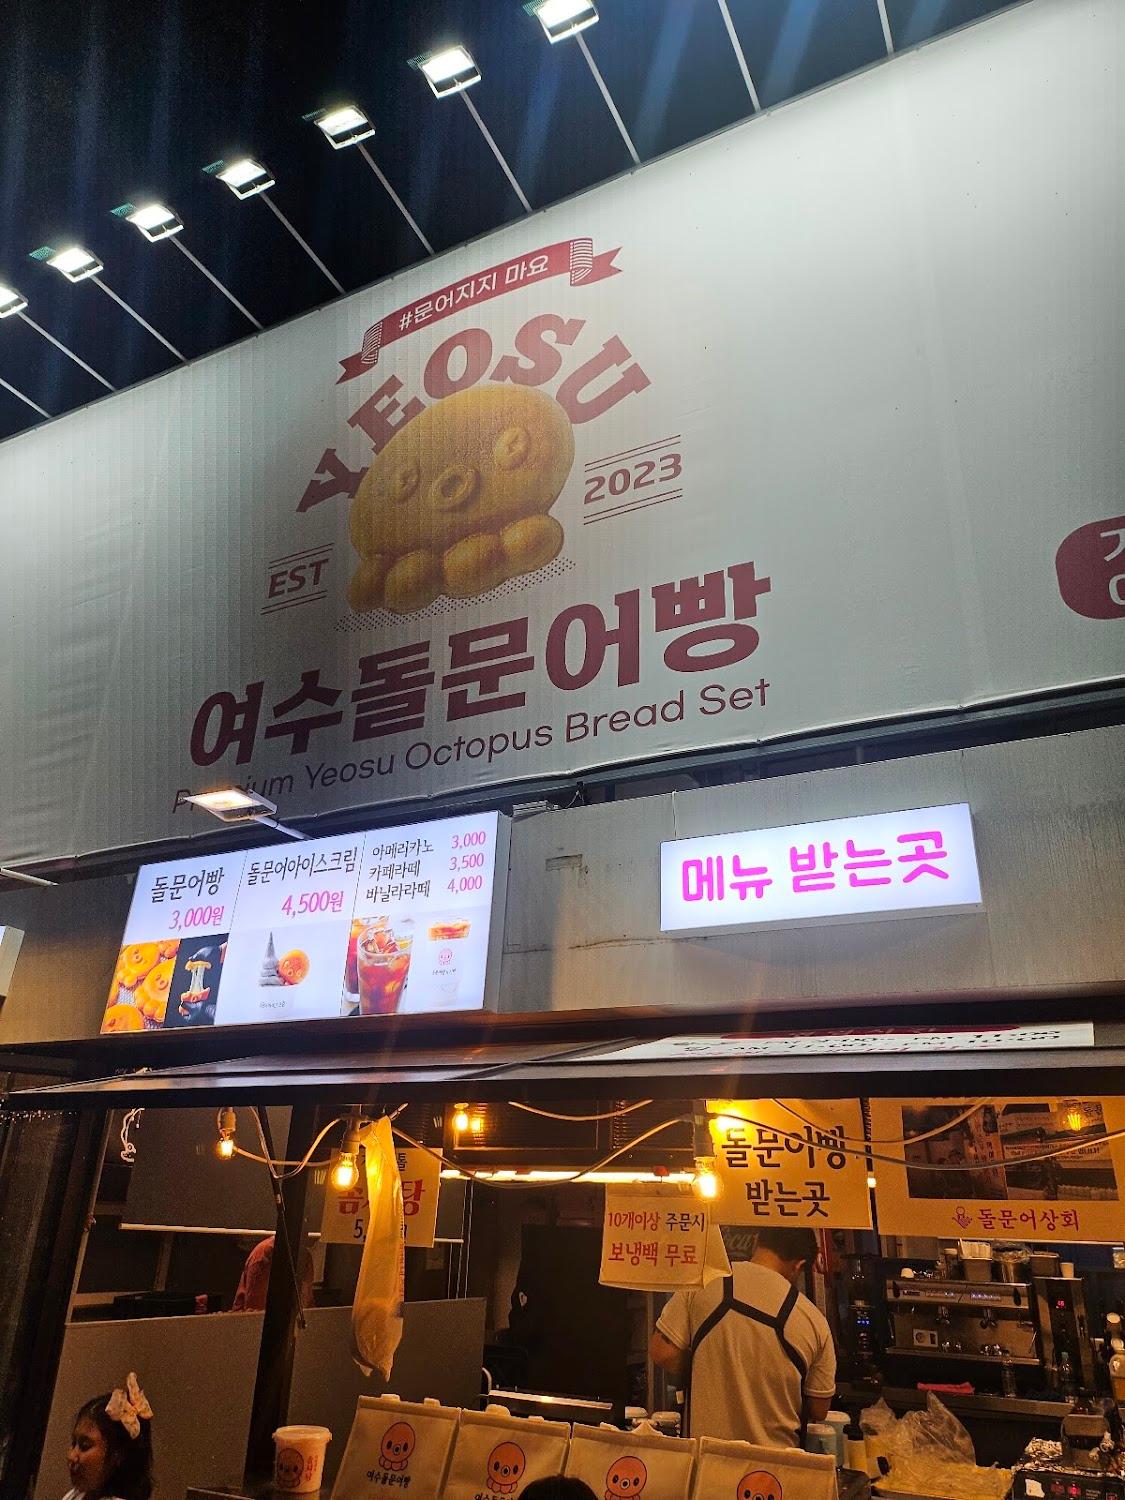 #문어지지 마요
YEOSU
EST
2023
여수돌문어빵
Premium Yeosu Octopus Bread Set
돌문어빵
3,000원
돌문어아이스크림
4,500원
아메리카노 3,000
카페라떼 3,500
바닐라라떼 4,000
메뉴 받는곳
돌문어빵
받는곳
10개이상 주문시
보냉백 무료
돌문어상회
여수돌문어빵